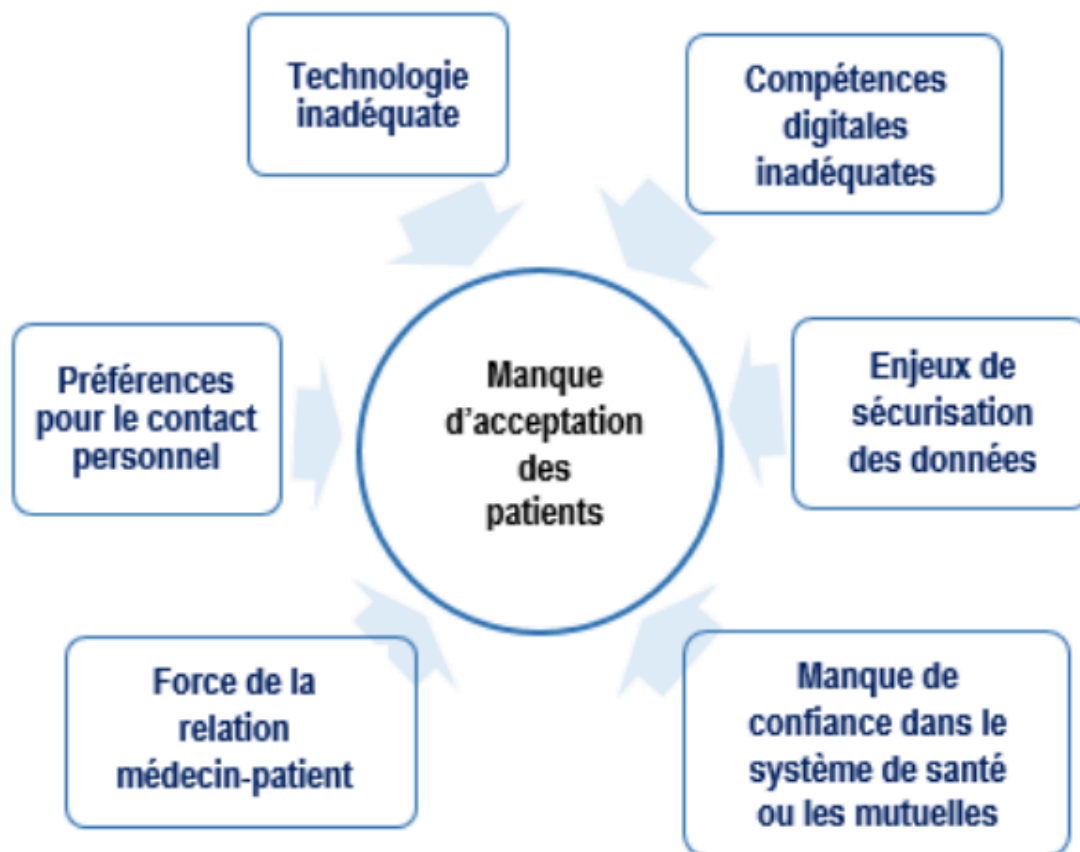 Technologie
inadéquate
Compétences
digitales
inadéquates
Préférences
pour le contact
personnel
Manque
d'acceptation
des
patients
Enjeux de
sécurisation
des données
Force de la
relation
médecin-patient
Manque de
confiance dans le
système de santé
ou les mutuelles